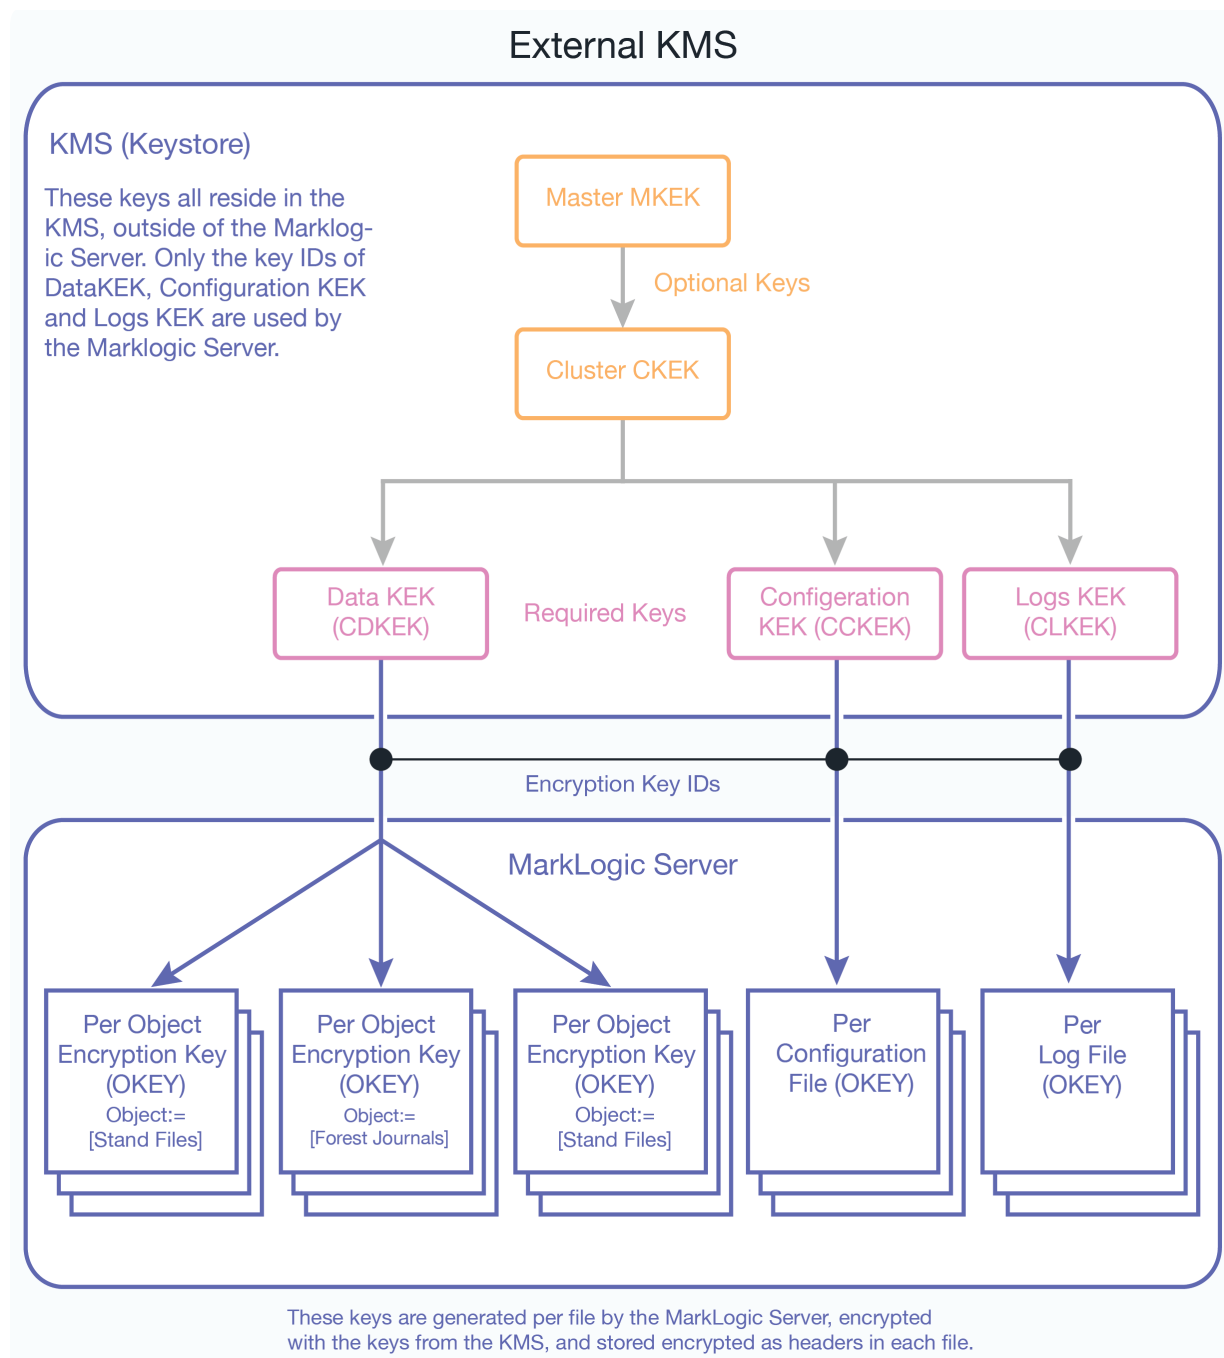 External KMS
KMS (Keystore)
These keys all reside in the
KMS, outside of the Marklog-
ic Server. Only the key IDs of
DataKEK, Configuration KEK
and Logs KEK are used by
the Marklogic Server.
Master MKEK
Optional Keys
Cluster CKEK
Data KEK
(CDKEK)
Required Keys
Configeration
KEK (CCKEK)
Logs KEK
(CLKEK)
Encryption Key IDs
MarkLogic Server
Per Object
Encryption Key
(OKEY)
Object:=
[Stand Files]
Per Object
Encryption Key
(OKEY)
Object:=
[Forest Journals]
Per Object
Encryption Key
(OKEY)
Object:=
[Stand Files]
Per
Configuration
File (OKEY)
Per
Log File
(OKEY)
These keys are generated per file by the MarkLogic Server, encrypted
with the keys from the KMS, and stored encrypted as headers in each file.